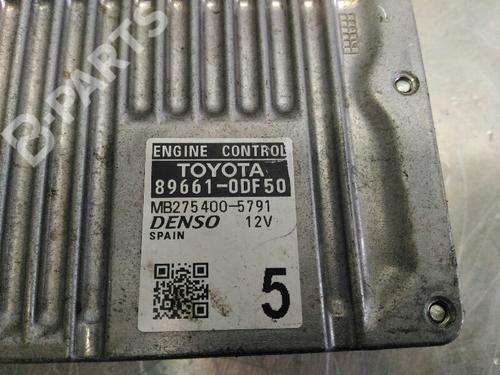 B-PARTS
ENGINE CONTROL
TOYOTA
89661-0DF50
MB275400-5791
DENSO 12V
SPAIN
5